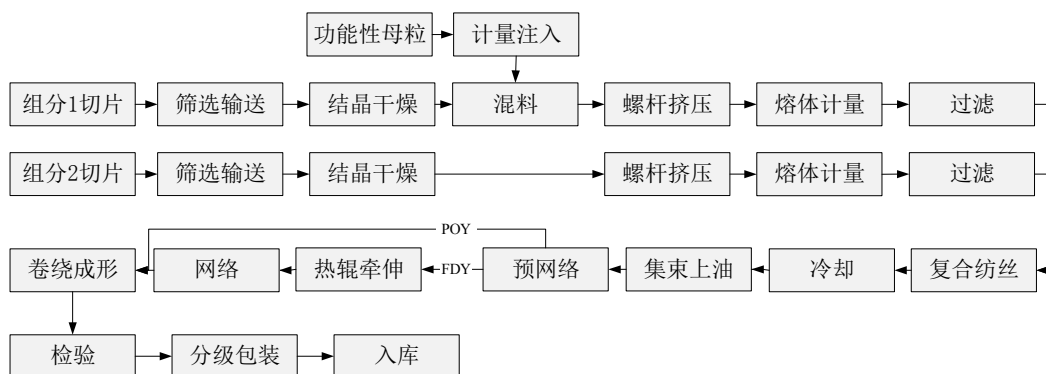 功能性母粒 计量注入
组分1切片 筛选输送 结晶干燥 混料 螺杆挤压 熔体计量 过滤
组分2切片 筛选输送 结晶干燥 螺杆挤压 熔体计量 过滤
POY
卷绕成形 网络 热辊牵伸 FDY 预网络 集束上油 冷却 复合纺丝
检验 分级包装 入库